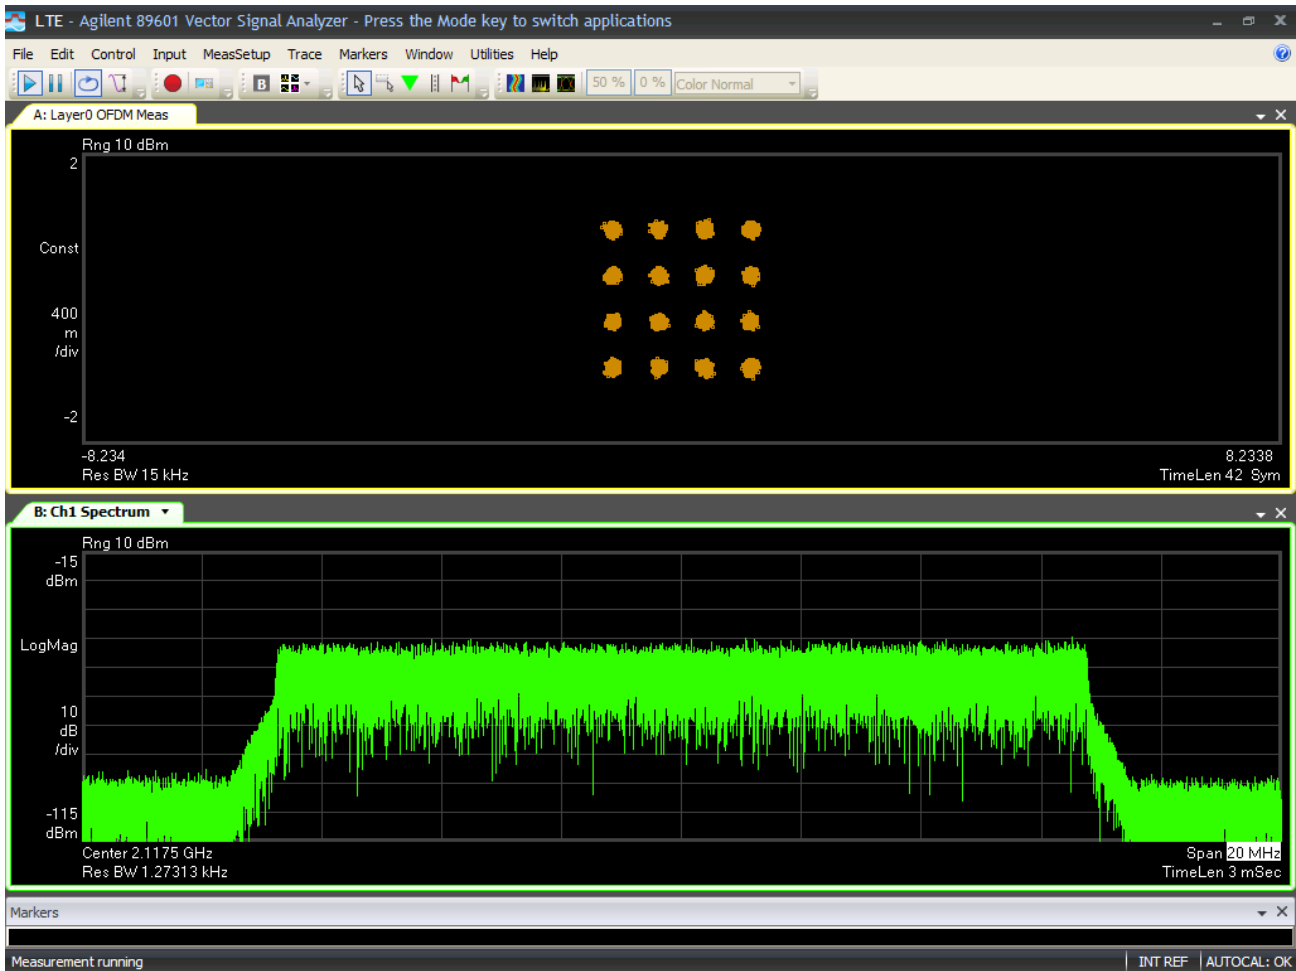 LTE - Agilent 89601 Vector Signal Analyzer - Press the Mode key to switch applications
File Edit Control Input MeasSetup Trace Markers Window Utilities Help
B 50 % 0 % Color Normal
A: Layer0 OFDM Meas
Rng 10 dBm
2
Const
400
m
/div
-2
-8.234 8.2338
Res BW 15 kHz TimeLen 42 Sym
B: Ch1 Spectrum
Rng 10 dBm
-15
dBm
LogMag
10
dB
/div
-115
dBm
Center 2.1175 GHz Span 20 MHz
Res BW 1.27313 kHz TimeLen 3 mSec
Markers
Measurement running INT REF AUTOCAL: OK